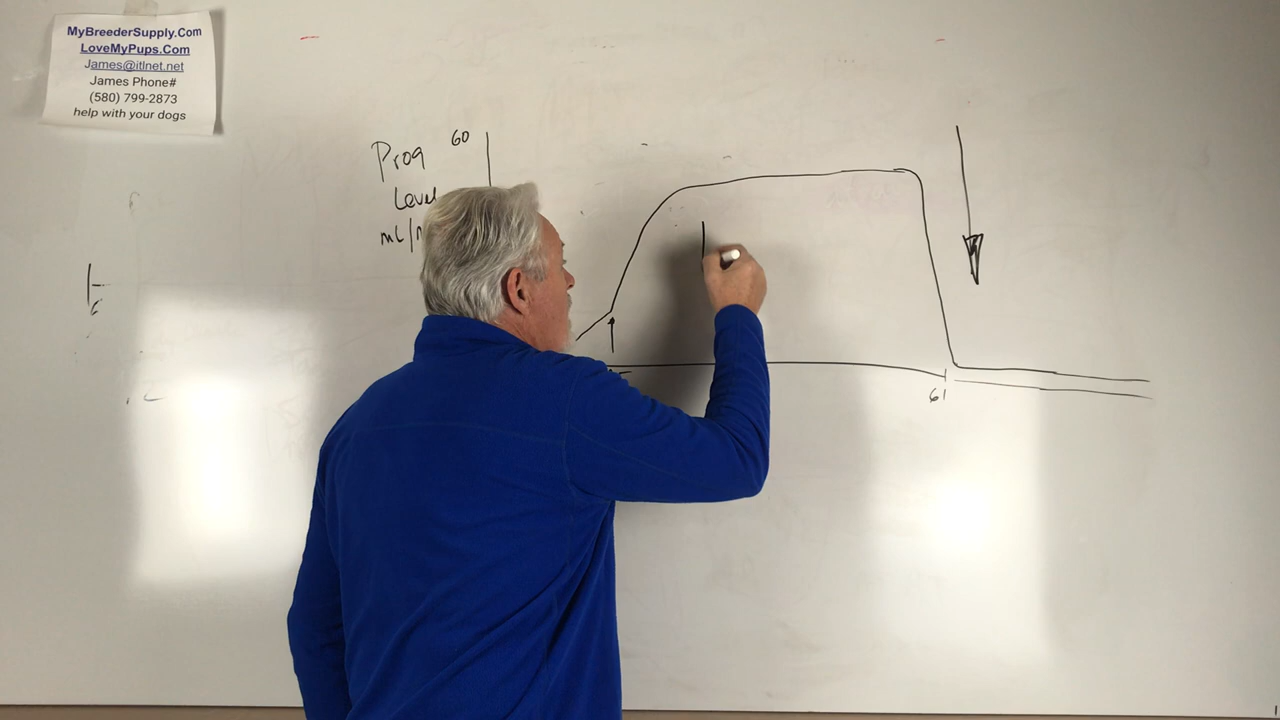 MyBreederSupply.Com
LoveMyPups.Com
James@itlnet.net
James Phone#
(580) 799-2873
help with your dogs
Prog 60
Level
61